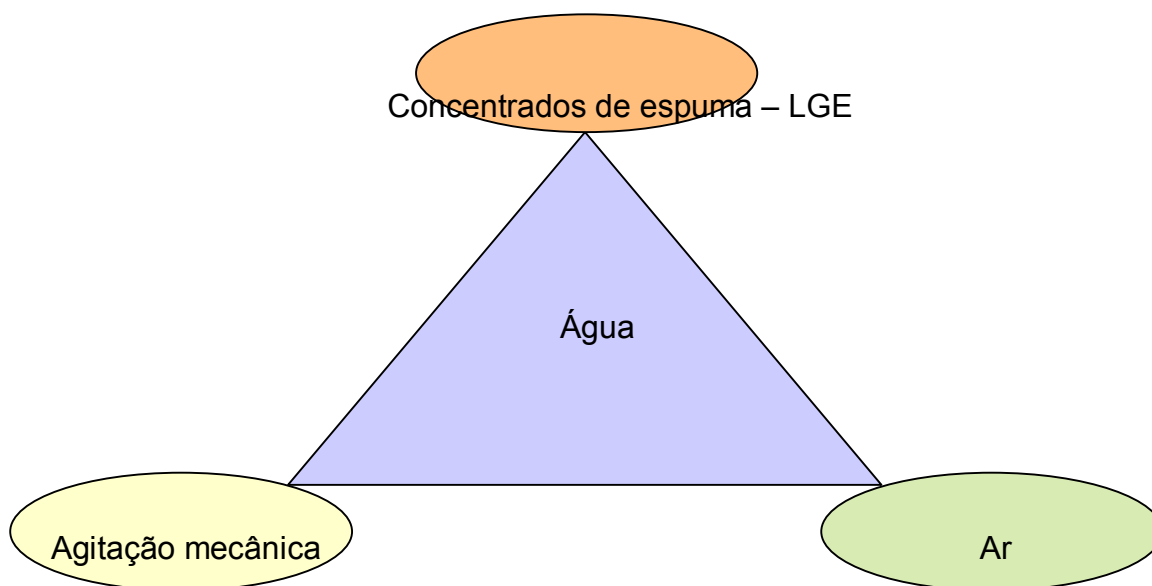 Concentrados de espuma – LGE
Água
Agitação mecânica
Ar